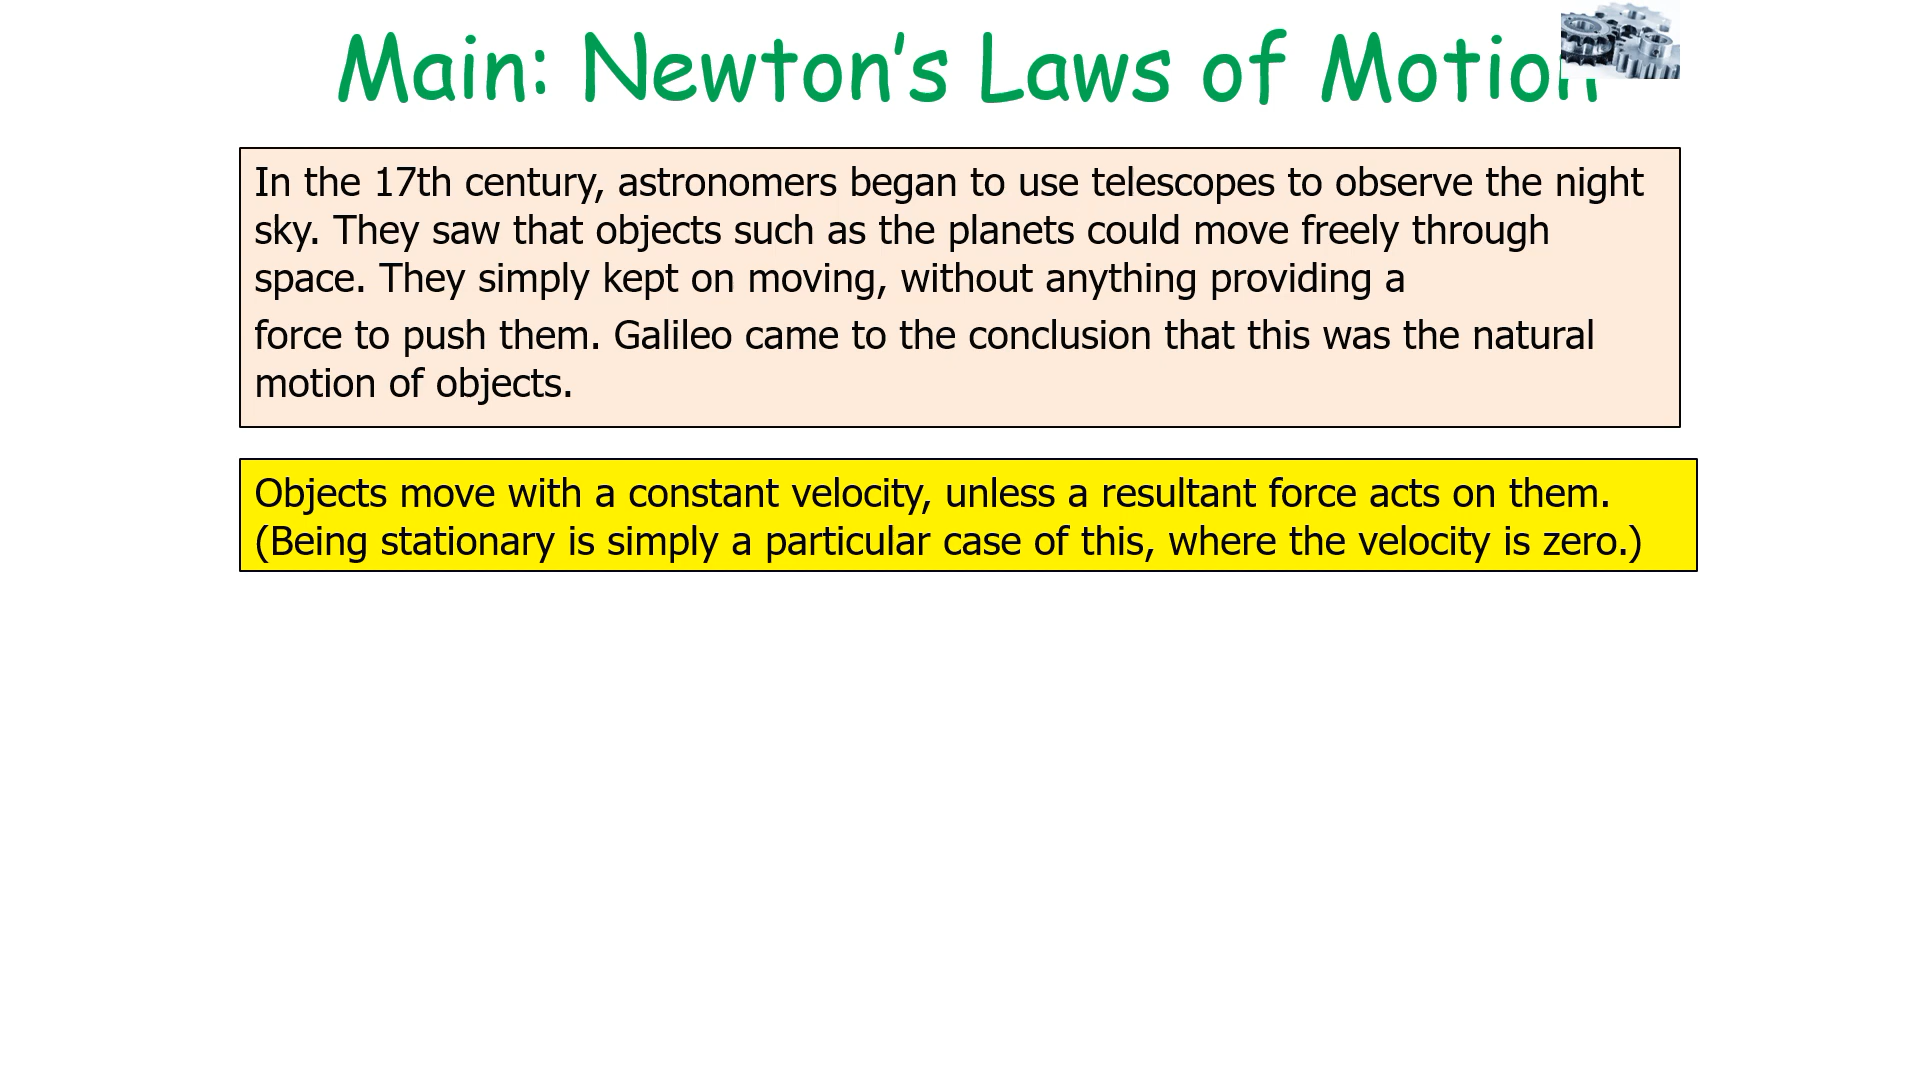 Main: Newton’s Laws of Motion
In the 17th century, astronomers began to use telescopes to observe the night
sky. They saw that objects such as the planets could move freely through
space. They simply kept on moving, without anything providing a
force to push them. Galileo came to the conclusion that this was the natural
motion of objects.
Objects move with a constant velocity, unless a resultant force acts on them.
(Being stationary is simply a particular case of this, where the velocity is zero.)